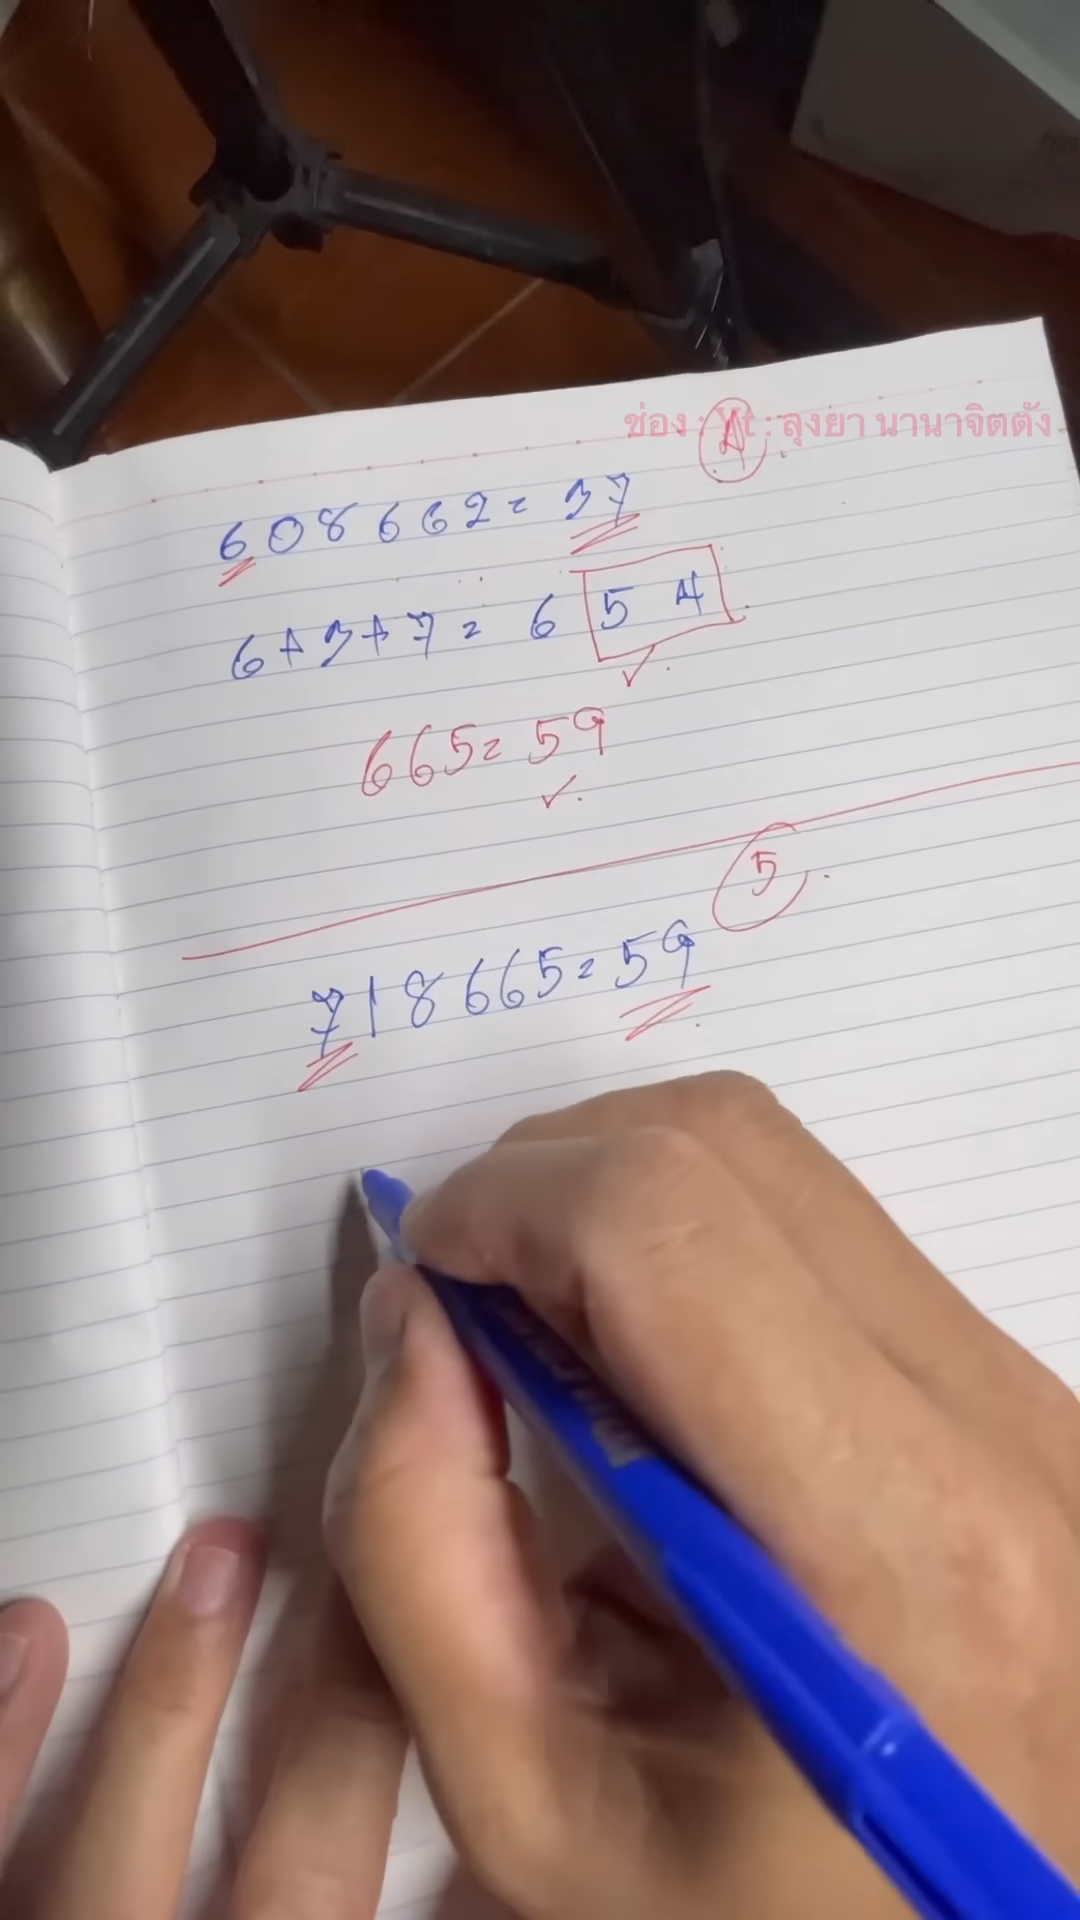 ช่อง : Yt : ลุงยา นานาจิตตัง
4
608662 = 37
6+3+7 = 6 5 4
665 = 59
5
718665 = 59